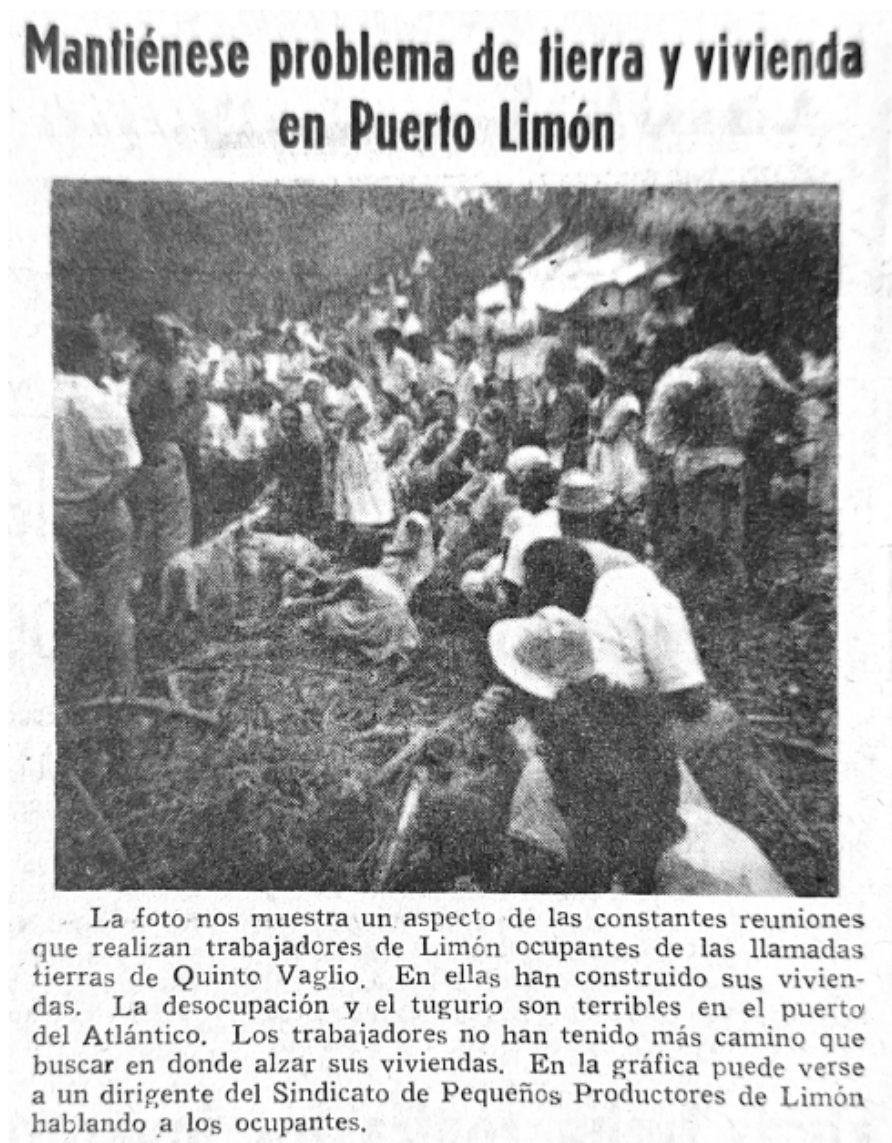 Mantiénese problema de tierra y vivienda
en Puerto Limón
La foto nos muestra un aspecto de las constantes reuniones
que realizan trabajadores de Limón ocupantes de las llamadas
tierras de Quinto Vaglio. En ellas han construido sus vivien-
das. La desocupación y el tugurio son terribles en el puerto
del Atlántico. Los trabajadores no han tenido más camino que
buscar en donde alzar sus viviendas. En la gráfica puede verse
a un dirigente del Sindicato de Pequeños Productores de Limón
hablando a los ocupantes.